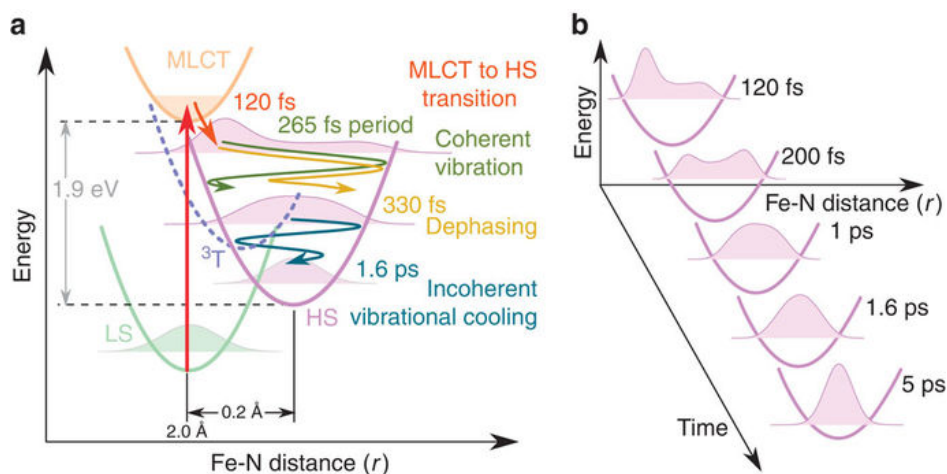 a
MLCT
MLCT to HS
transition
120 fs
265 fs period
Coherent
vibration
1.9 eV
330 fs
Dephasing
³T
1.6 ps
HS
Incoherent
vibrational cooling
LS
0.2 Å
2.0 Å
Energy
Fe-N distance (r)
b
Energy
120 fs
200 fs
Fe-N distance (r)
1 ps
1.6 ps
5 ps
Time